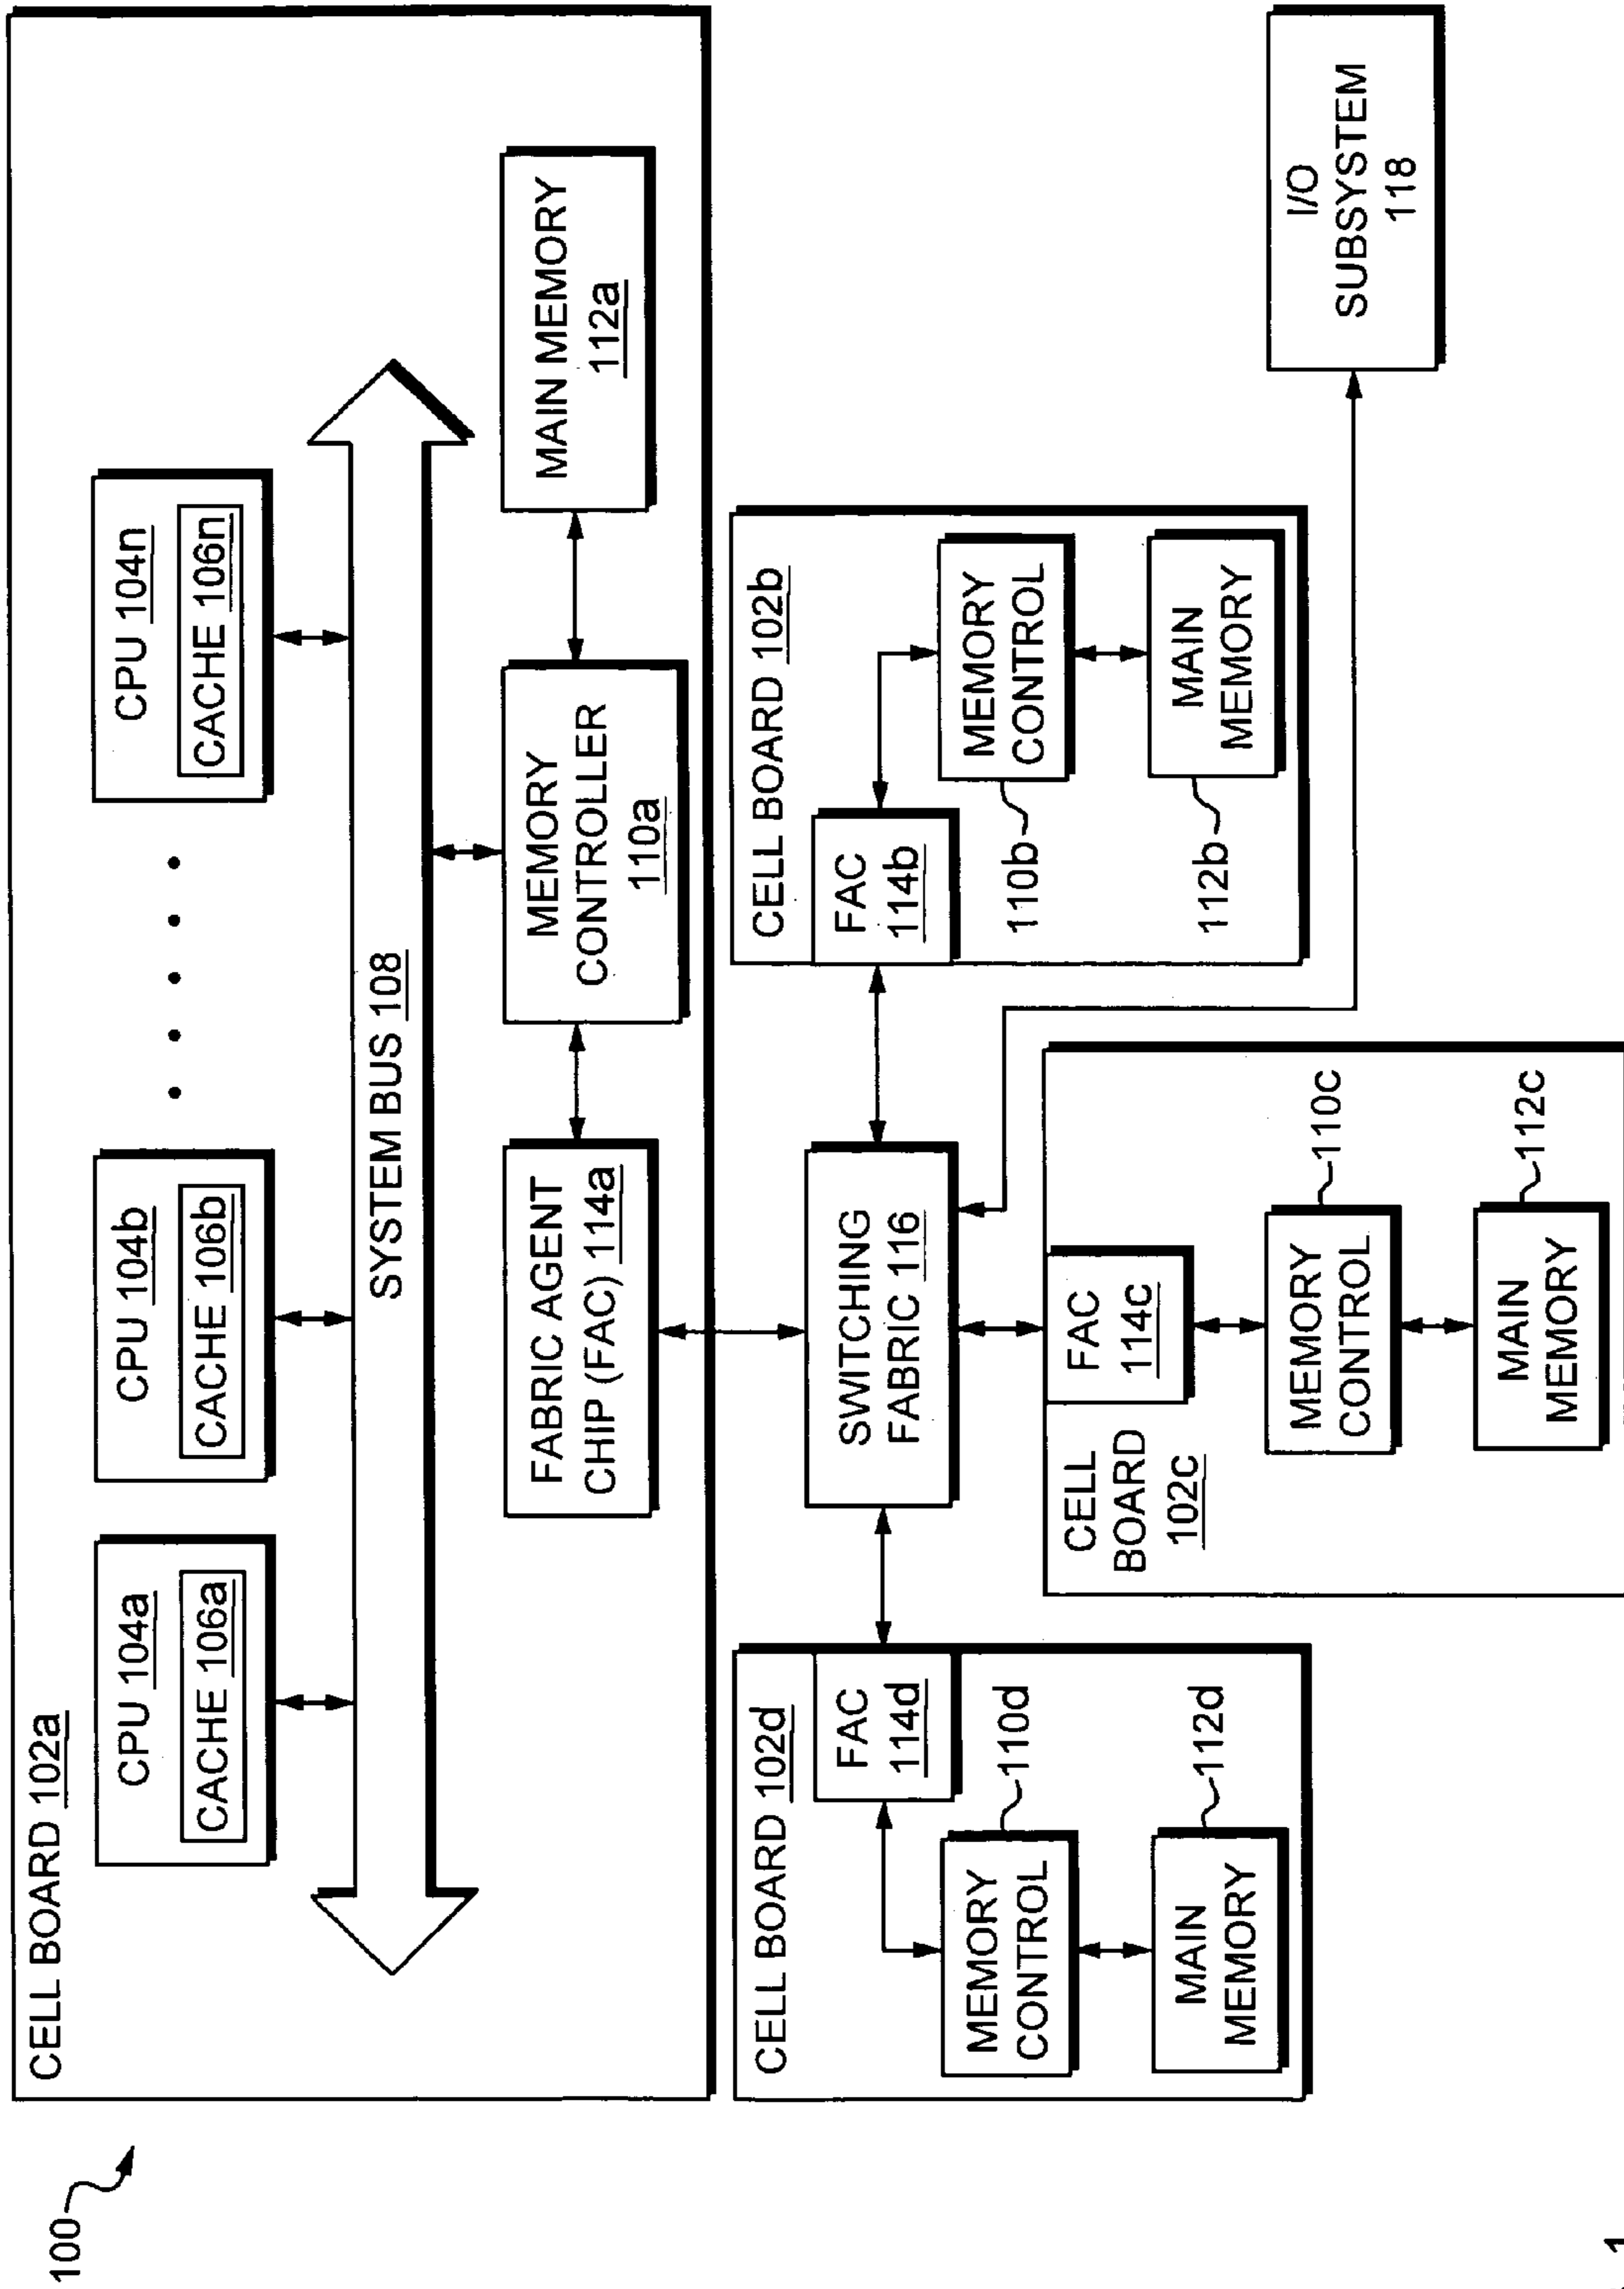 100
CELL BOARD 102a
CPU 104a
CACHE 106a
CPU 104b
CACHE 106b
CPU 104n
CACHE 106n
SYSTEM BUS 108
FABRIC AGENT
CHIP (FAC) 114a
MEMORY
CONTROLLER
110a
MAIN MEMORY
112a
CELL BOARD 102d
FAC
114d
MEMORY
CONTROL
110d
MAIN
MEMORY
112d
SWITCHING
FABRIC 116
CELL BOARD 102b
FAC
114b
MEMORY
CONTROL
110b
MAIN
MEMORY
112b
CELL
BOARD
102c
FAC
114c
MEMORY
CONTROL
110c
MAIN
MEMORY
112c
I/O
SUBSYSTEM
118
1